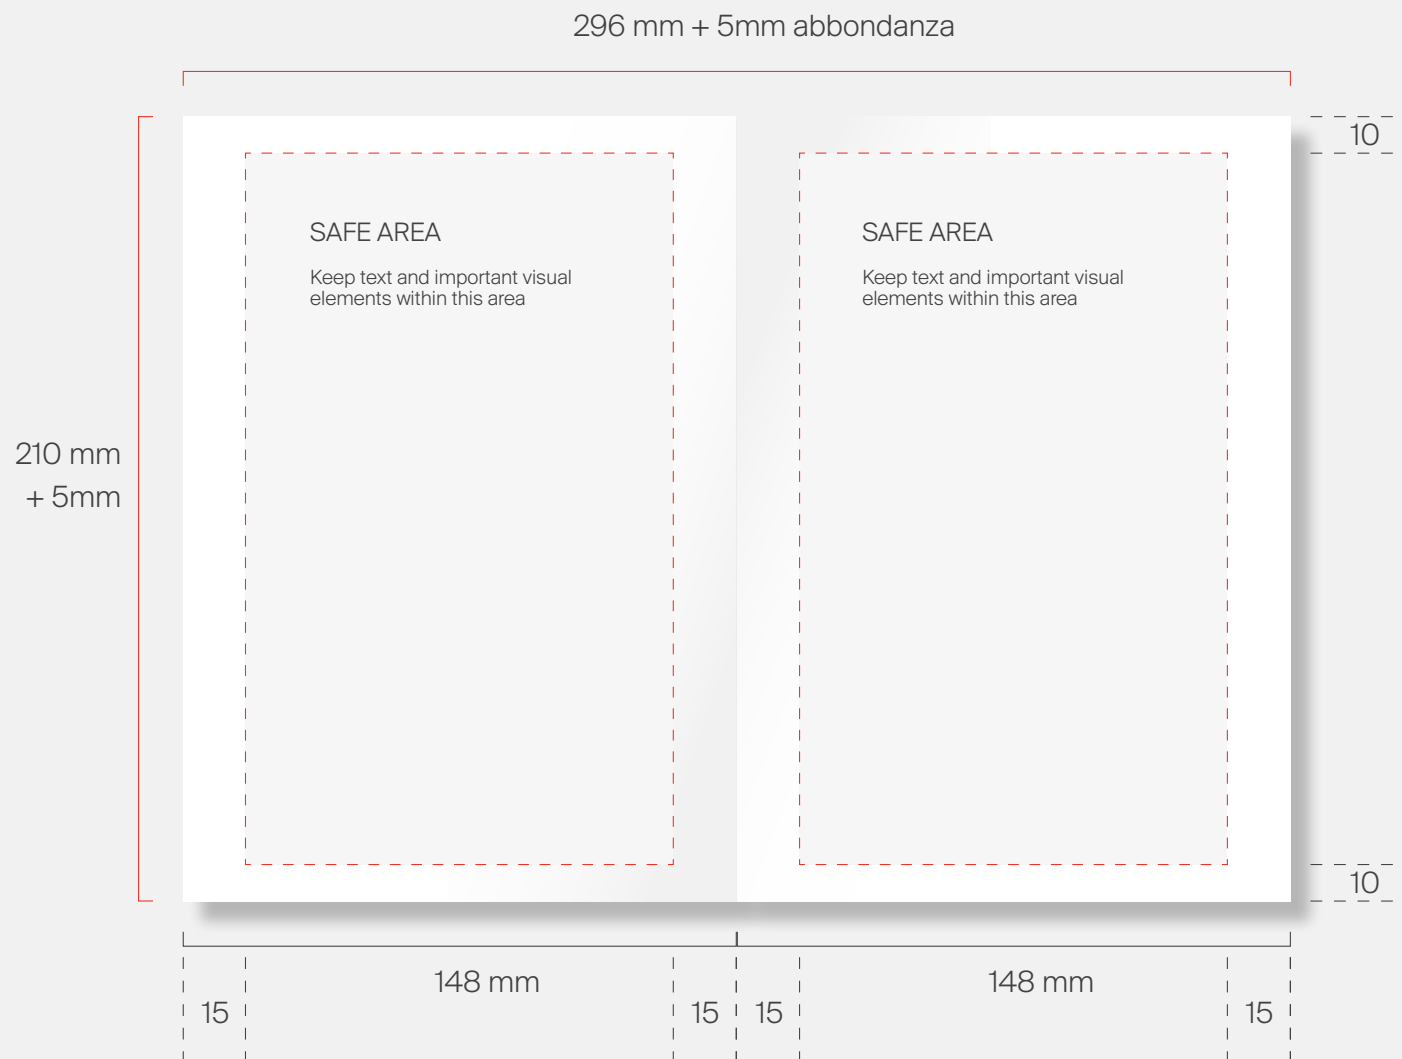 296 mm + 5mm abbondanza
10
SAFE AREA
Keep text and important visual
elements within this area
SAFE AREA
Keep text and important visual
elements within this area
210 mm
+ 5mm
10
148 mm
148 mm
15
15
15
15